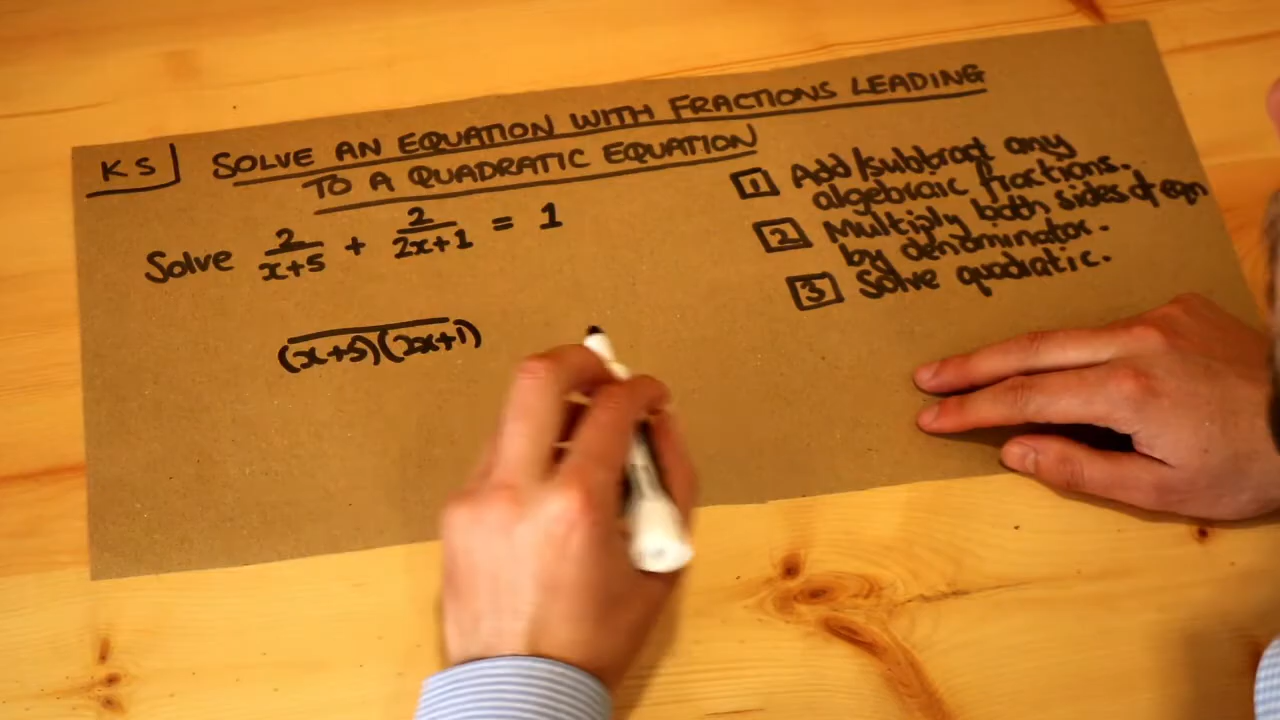 KS
SOLVE AN EQUATION WITH FRACTIONS LEADING
TO A QUADRATIC EQUATION
Solve 2/(x+5) + 2/(2x+1) = 1
(x+5)(2x+1)
1 Add/subtract any
algebraic fractions.
2 Multiply both sides of eqn
by denominator.
3 Solve quadratic.